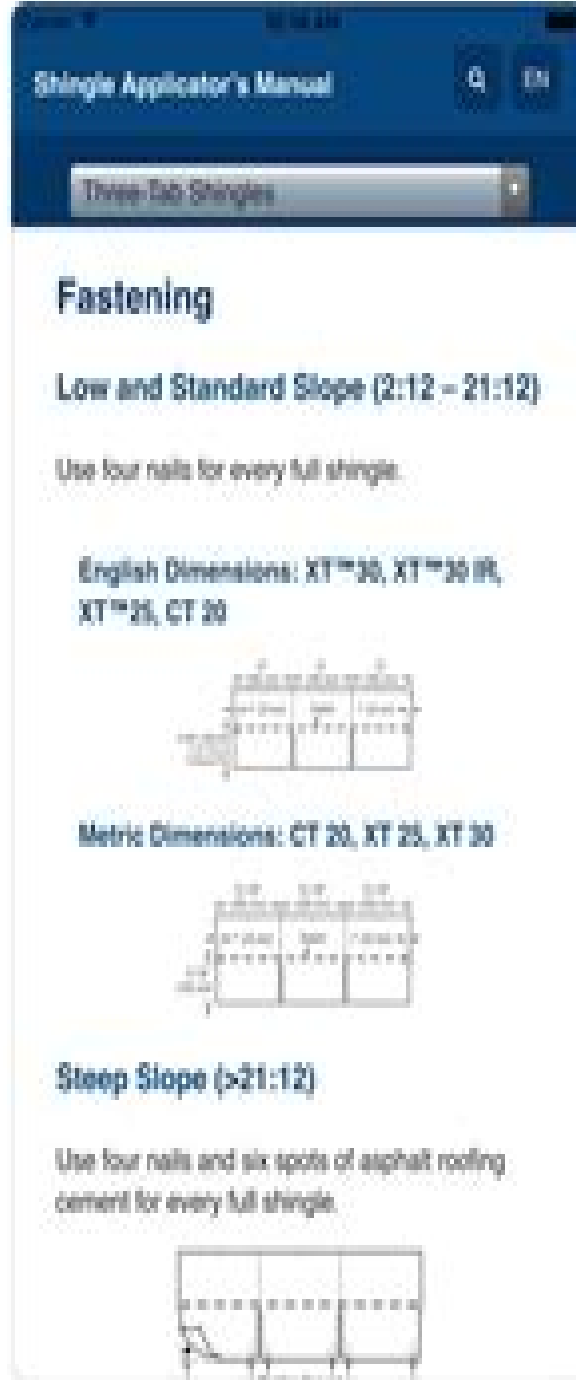 Shingle Applicator's Manual
EN
Three-Tab Shingles
Fastening
Low and Standard Slope (2:12 – 21:12)
Use four nails for every full shingle.
English Dimensions: XT™30, XT™30 IR,
XT™25, CT 20
Metric Dimensions: CT 20, XT 25, XT 30
Steep Slope (>21:12)
Use four nails and six spots of asphalt roofing
cement for every full shingle.